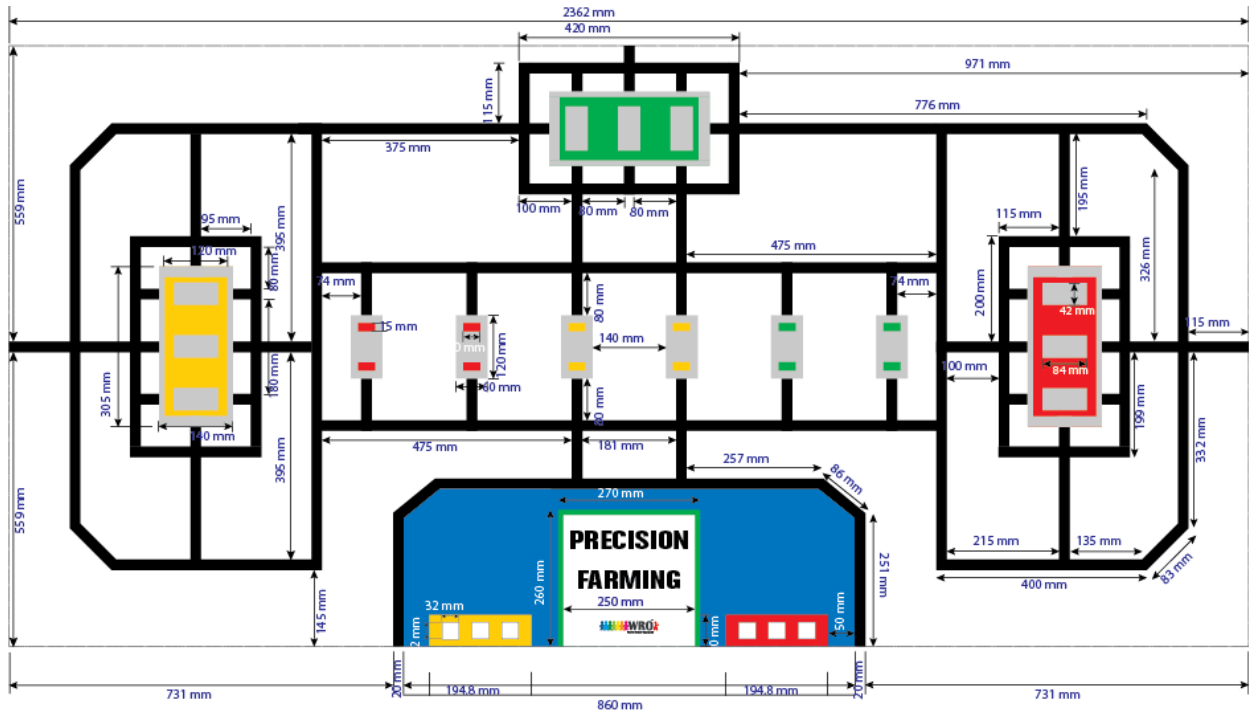 2362 mm
420 mm
971 mm
115 mm
776 mm
375 mm
559 mm
395 mm
195 mm
100 mm
80 mm
80 mm
95 mm
115 mm
326 mm
120 mm
80 mm
475 mm
200 mm
74 mm
80 mm
74 mm
42 mm
15 mm
140 mm
120 mm
115 mm
100 mm
84 mm
180 mm
305 mm
60 mm
80 mm
199 mm
140 mm
475 mm
181 mm
332 mm
395 mm
257 mm
86 mm
559 mm
270 mm
PRECISION
FARMING
251 mm
215 mm
135 mm
260 mm
250 mm
400 mm
83 mm
145 mm
32 mm
WRO
50 mm
20 mm
194.8 mm
194.8 mm
20 mm
731 mm
860 mm
731 mm